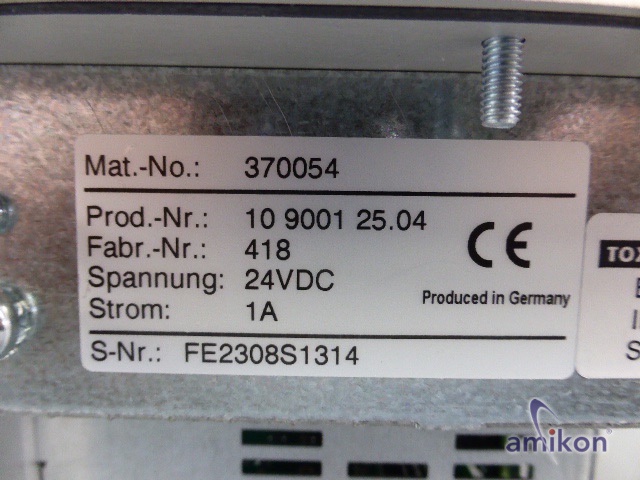 Mat.-No.: 370054
Prod.-Nr.: 10 9001 25.04
Fabr.-Nr.: 418
Spannung: 24VDC
Strom: 1A
CE
Produced in Germany
S-Nr.: FE2308S1314
TOX
amikon